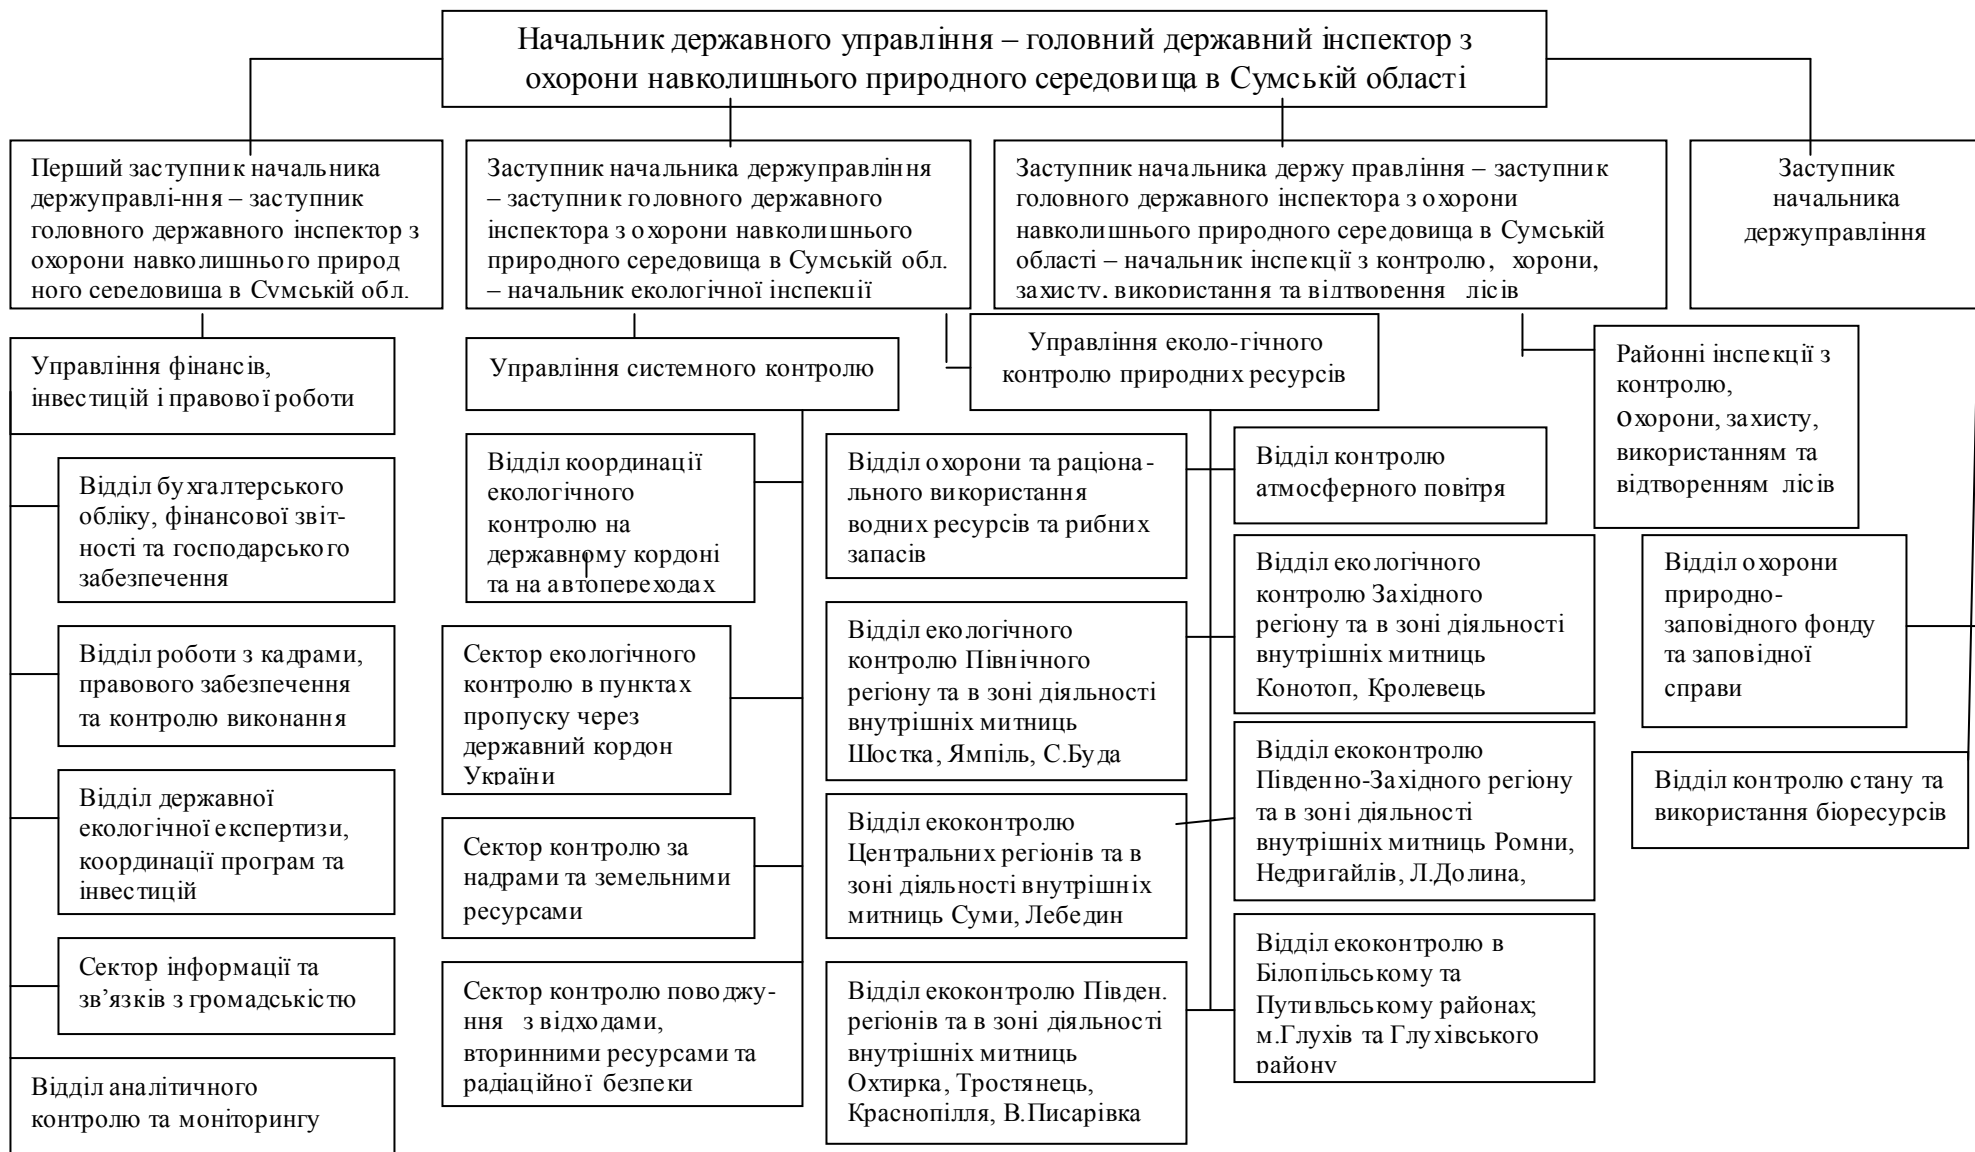 Начальник державного управління – головний державний інспектор з
охорони навколишнього природного середовища в Сумській області
Перший заступник начальника
держуправлі-ння – заступник
головного державного інспектор з
охорони навколишнього природ
ного середовища в Сумській обл.
Заступник начальника держуправління
– заступник головного державного
інспектора з охорони навколишнього
природного середовища в Сумській обл.
– начальник екологічної інспекції
Заступник начальника держу правління – заступник
головного державного інспектора з охорони
навколишнього природного середовища в Сумській
області – начальник інспекції з контролю, хорони,
захисту, використання та відтворення лісів
Заступник
начальника
держуправління
Управління фінансів,
інвестицій і правової роботи
Відділ бухгалтерського
обліку, фінансової звіт-
ності та господарського
забезпечення
Відділ роботи з кадрами,
правового забезпечення
та контролю виконання
Відділ державної
екологічної експертизи,
координації програм та
інвестицій
Сектор інформації та
зв’язків з громадськістю
Відділ аналітичного
контролю та моніторингу
Управління системного контролю
Відділ координації
екологічного
контролю на
державному кордоні
та на автопереходах
Сектор екологічного
контролю в пунктах
пропуску через
державний кордон
України
Сектор контролю за
надрами та земельними
ресурсами
Сектор контролю поводжу-
ння з відходами,
вторинними ресурсами та
радіаційної безпеки
Управління еколо-гічного
контролю природних ресурсів
Відділ охорони та раціона-
льного використання
водних ресурсів та рибних
запасів
Відділ екологічного
контролю Північного
регіону та в зоні діяльності
внутрішніх митниць
Шостка, Ямпіль, С.Буда
Відділ екоконтролю
Центральних регіонів та в
зоні діяльності внутрішніх
митниць Суми, Лебедин
Відділ екоконтролю Півден.
регіонів та в зоні діяльності
внутрішніх митниць
Охтирка, Тростянець,
Краснопілля, В.Писарівка
Відділ контролю
атмосферного повітря
Відділ екологічного
контролю Західного
регіону та в зоні діяльності
внутрішніх митниць
Конотоп, Кролевець
Відділ екоконтролю
Південно-Західного регіону
та в зоні діяльності
внутрішніх митниць Ромни,
Недригайлів, Л.Долина,
Відділ екоконтролю в
Білопільському та
Путивльському районах;
м.Глухів та Глухівського
району
Районні інспекції з
контролю,
охорони, захисту,
використанням та
відтворенням лісів
Відділ охорони
природно-
заповідного фонду
та заповідної
справи
Відділ контролю стану та
використання біоресурсів